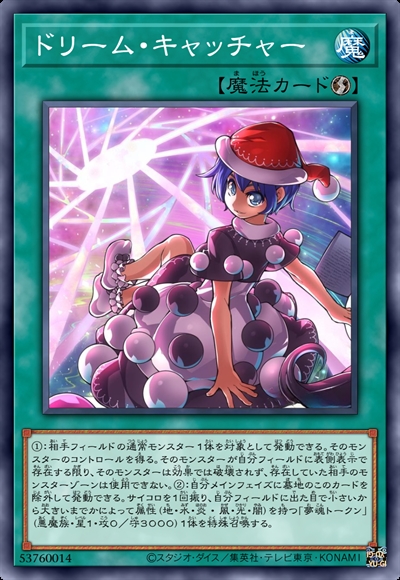 ドリーム・キャッチャー
魔
【魔法カード】
①:相手フィールドの通常モンスター1体を対象として発動できる。そのモン
スターのコントロールを得る。そのモンスターが自分フィールドに表側表示で
存在する限り、そのモンスターは効果では破壊されず、存在していた相手のモ
ンスターゾーンは使用できない。②:自分メインフェイズに墓地のこのカードを
除外して発動できる。サイコロを1回振り、自分フィールドに出た目で小さいか
ら大きいまでかによって属性(地・水・炎・風・光・闇)を持つ「夢魂トークン」
(悪魔族・星1・攻0/守3000)1体を特殊召喚する。
53760014
©スタジオ・ダイス/集英社・テレビ東京・KONAMI